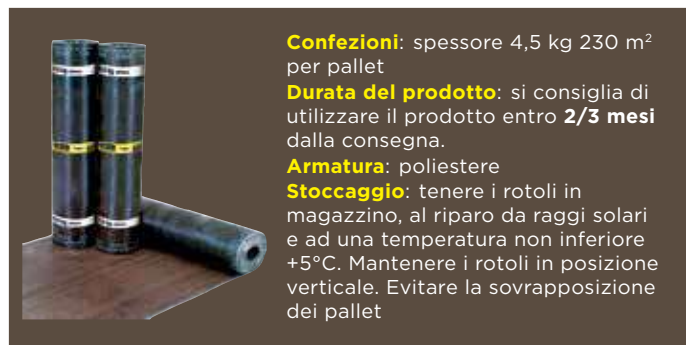 Confezioni: spessore 4,5 kg 230 m²
per pallet
Durata del prodotto: si consiglia di
utilizzare il prodotto entro 2/3 mesi
dalla consegna.
Armatura: poliestere
Stoccaggio: tenere i rotoli in
magazzino, al riparo da raggi solari
e ad una temperatura non inferiore
+5°C. Mantenere i rotoli in posizione
verticale. Evitare la sovrapposizione
dei pallet